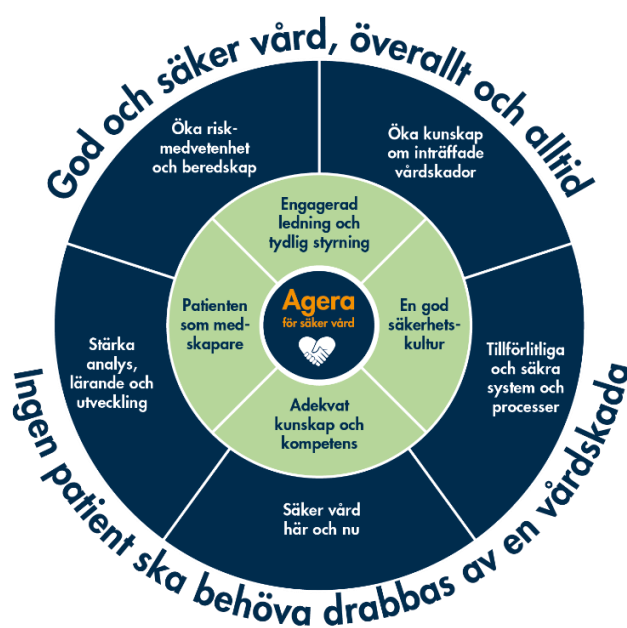 God och säker vård, överallt och alltid
Öka risk-
medvetenhet
och beredskap
Öka kunskap
om inträffade
vårdskador
Engagerad
ledning och
tydlig styrning
Patienten
som med-
skapare
Agera
för säker vård
En god
säkerhets-
kultur
Stärka
analys,
lärande och
utveckling
Tillförlitliga
och säkra
system och
processer
Adekvat
kunskap och
kompetens
Säker vård
här och nu
Ingen patient ska behöva drabbas av en vårdskada